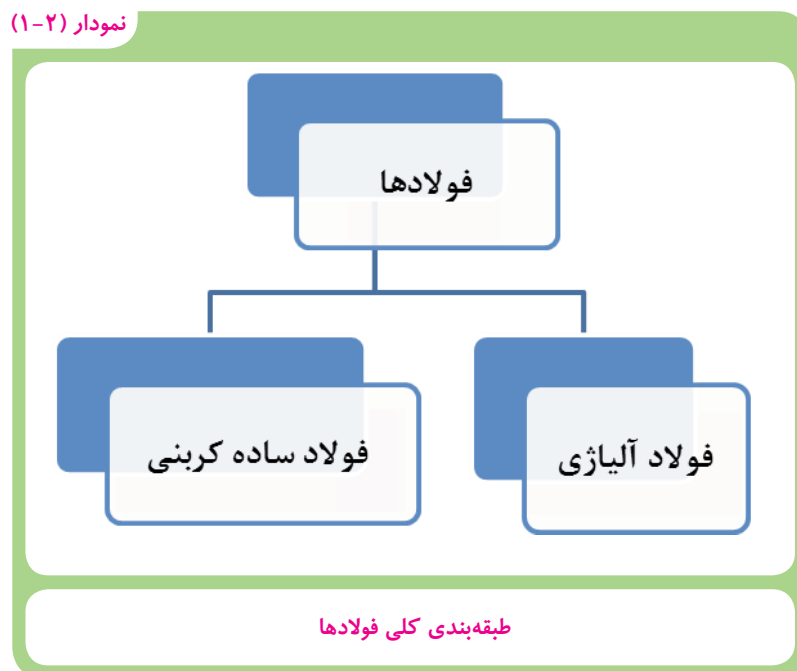 نمودار (۲-۱)
فولادها
فولاد آلیاژی
فولاد ساده کربنی
طبقه‌بندی کلی فولادها